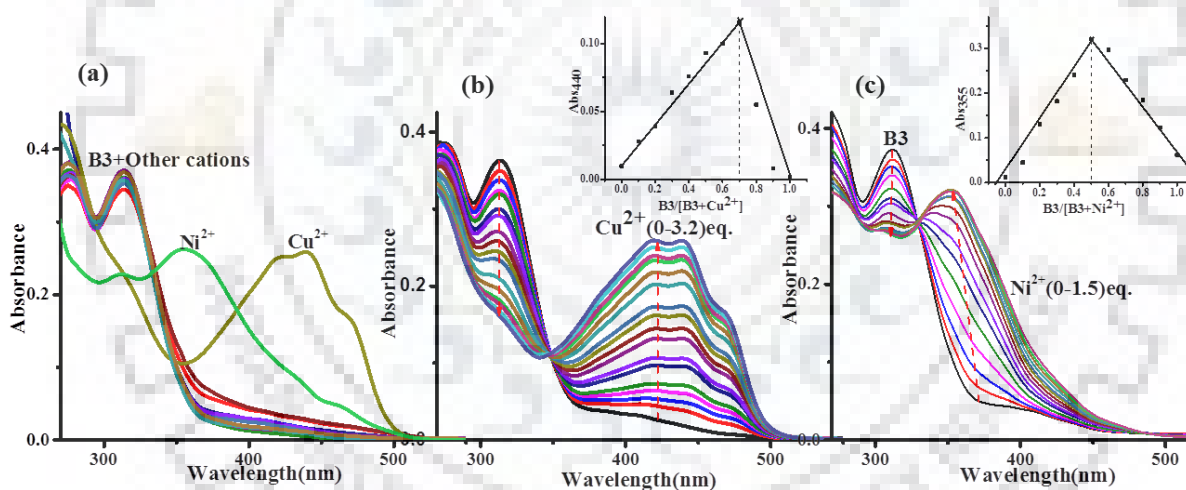 (a)
B3+Other cations
Ni²⁺
Cu²⁺
Absorbance
0.4
0.2
0.0
300
400
500
Wavelength(nm)
(b)
Cu²⁺(0-3.2)eq.
Absorbance
0.4
0.2
0.0
300
400
500
Wavelength(nm)
Abs440
0.10
0.05
0.00
0.0 0.2 0.4 0.6 0.8 1.0
B3/[B3+Cu²⁺]
(c)
B3
Ni²⁺(0-1.5)eq.
Absorbance
0.4
0.2
0.0
300
400
500
Wavelength(nm)
Abs355
0.3
0.2
0.1
0.0
0.0 0.2 0.4 0.6 0.8 1.0
B3/[B3+Ni²⁺]